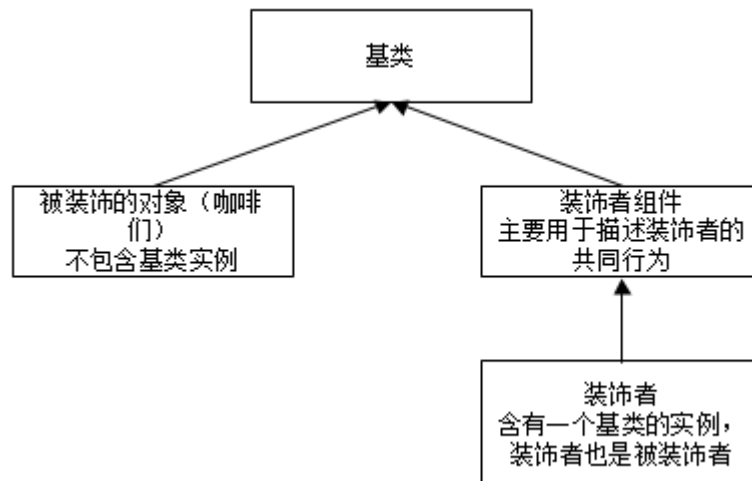 基类
被装饰的对象（咖啡
们）
不包含基类实例
装饰者组件
主要用于描述装饰者的
共同行为
装饰者
含有一个基类的实例，
装饰者也是被装饰者